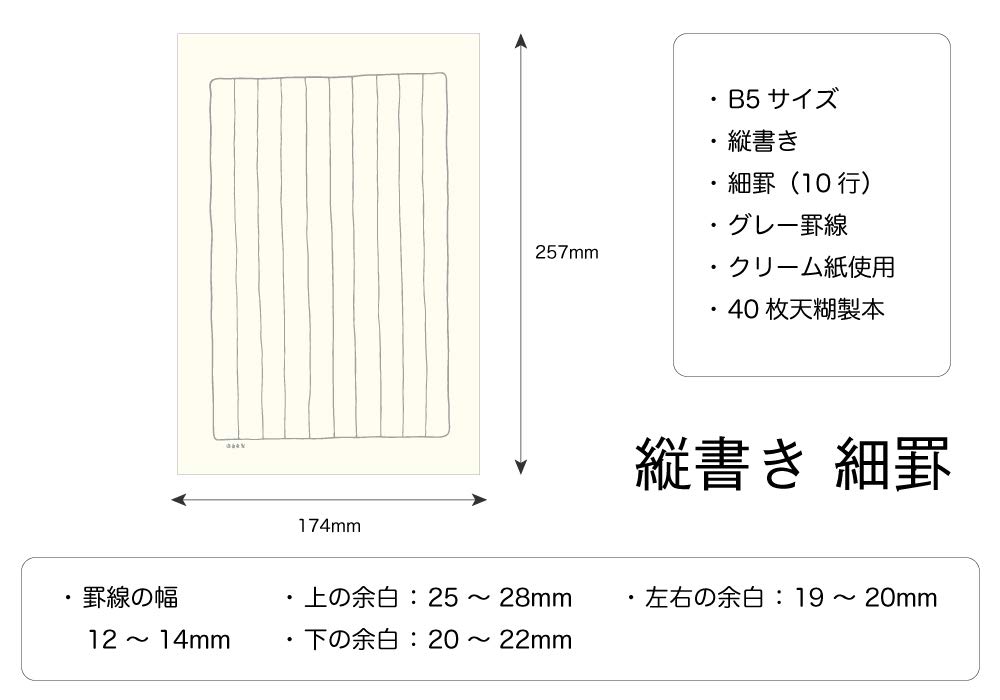 ・B5 サイズ
・縦書き
・細罫（10 行）
・グレー罫線
・クリーム紙使用
・40 枚天糊製本
257mm
174mm
縦書き 細罫
・罫線の幅
12 〜 14mm
・上の余白：25 〜 28mm
・下の余白：20 〜 22mm
・左右の余白：19 〜 20mm